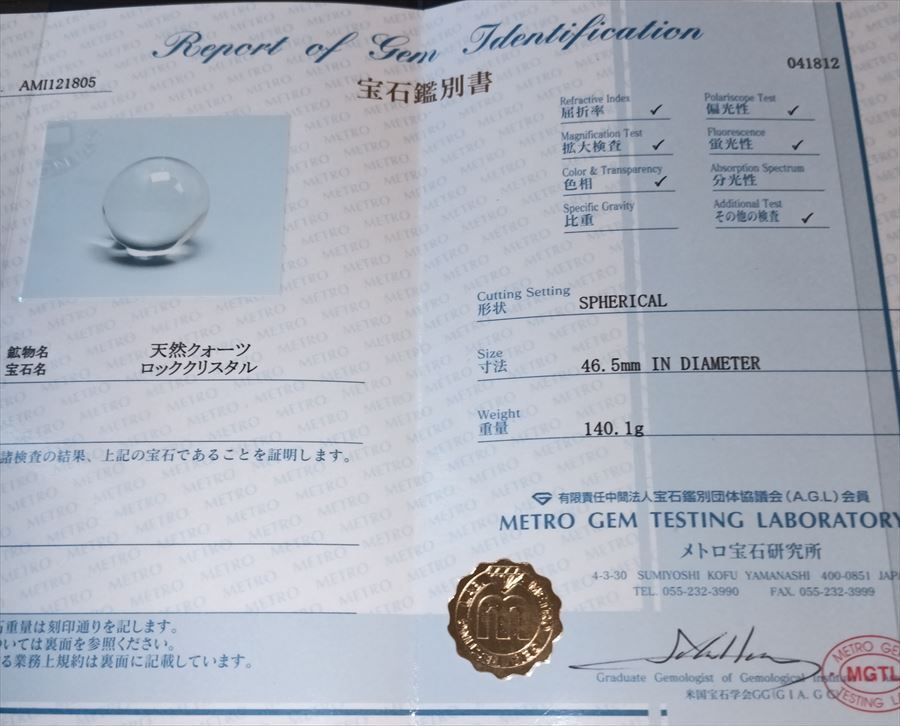 Report of Gem Identification
宝石鑑別書
AMI121805
041812
Refractive Index
屈折率 ✓
Polariscope Test
偏光性 ✓
Magnification Test
拡大検査 ✓
Fluorescence
蛍光性 ✓
Color & Transparency
色相 ✓
Absorption Spectrum
分光性
Specific Gravity
比重
Additional Test
その他の検査 ✓
鉱物名 天然クォーツ
宝石名 ロッククリスタル
諸検査の結果、上記の宝石であることを証明します。
Cutting Setting
形状 SPHERICAL
Size
寸法 46.5mm IN DIAMETER
Weight
重量 140.1g
有限責任中間法人宝石鑑別団体協議会(A.G.L)会員
METRO GEM TESTING LABORATORY
メトロ宝石研究所
4-3-30 SUMIYOSHI KOFU YAMANASHI 400-0851 JAP
TEL. 055-232-3990 FAX. 055-232-3999
石重量は刻印通りを記します。
ついては裏面を参照ください。
る業務上規約は裏面に記載しています。
m
Graduate Gemologist of Gemological Instit
米国宝石学会GG(G.I.A. G
METRO GE
MGTL
TESTING LA